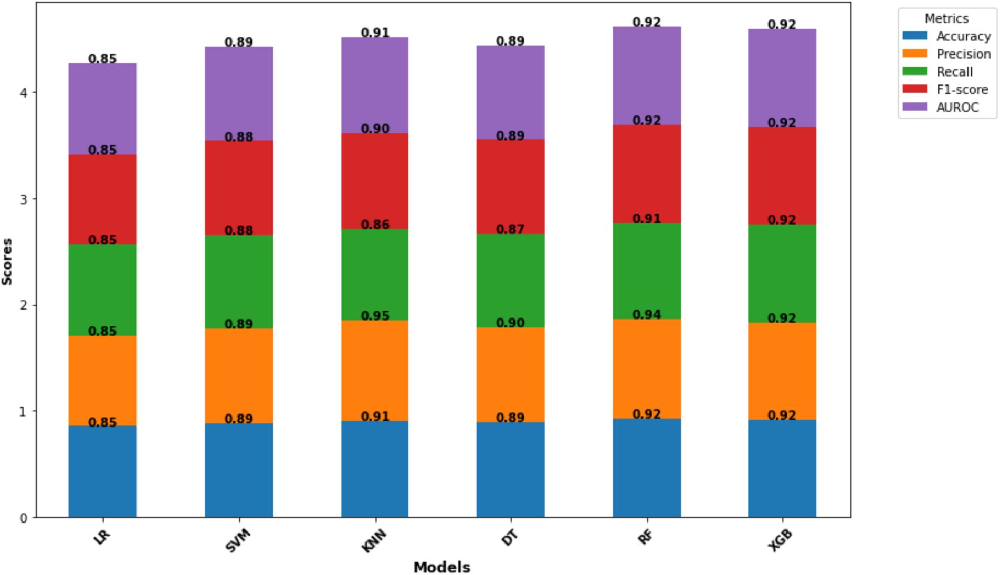 0.92
0.92
0.91
0.89
0.89
0.85
Metrics
Accuracy
Precision
Recall
F1-score
AUROC
4
0.85
0.88
0.90
0.89
0.92
0.92
3
0.85
0.88
0.86
0.87
0.91
0.92
2
0.85
0.89
0.95
0.90
0.94
0.92
1
0.85
0.89
0.91
0.89
0.92
0.92
0
Scores
LR
SVM
KNN
DT
RF
XGB
Models